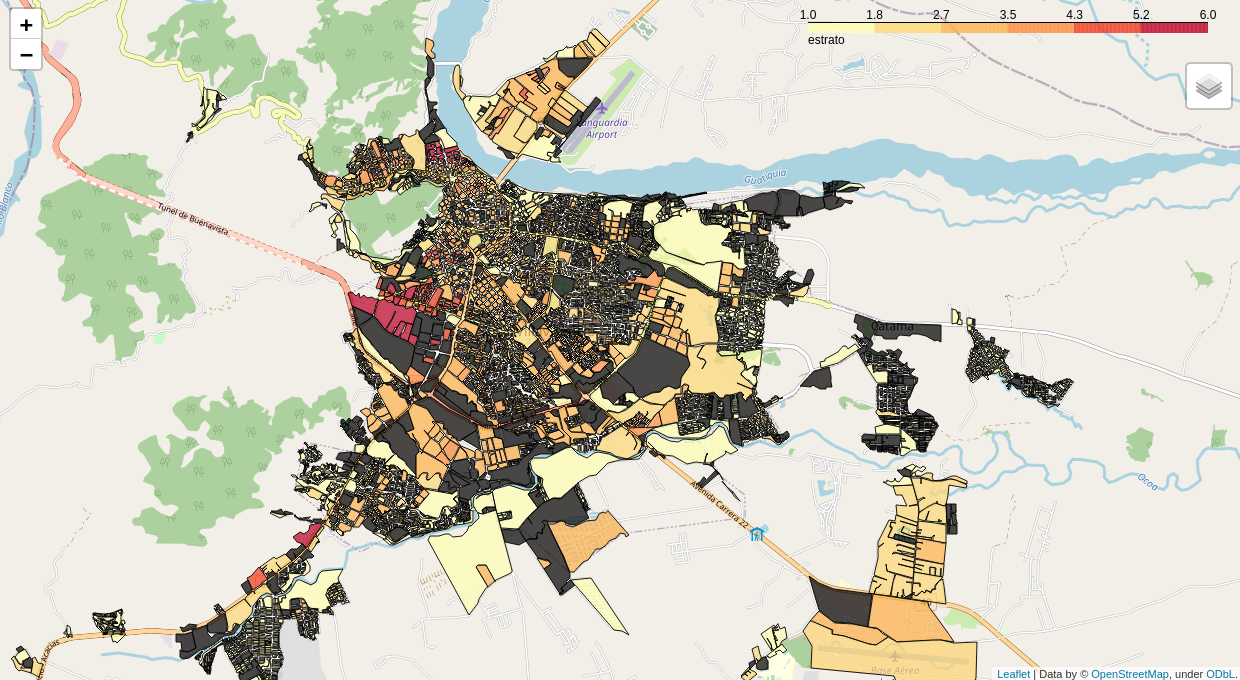 +
−
1.0 1.8 2.7 3.5 4.3 5.2 6.0
estrato
Vanguardia
Airport
Guatiquía
Túnel de Buenavista
Catama
Ocoa
Avenida Carrera 22
Acacías
Base Aérea
Leaflet | Data by © OpenStreetMap, under ODbL.